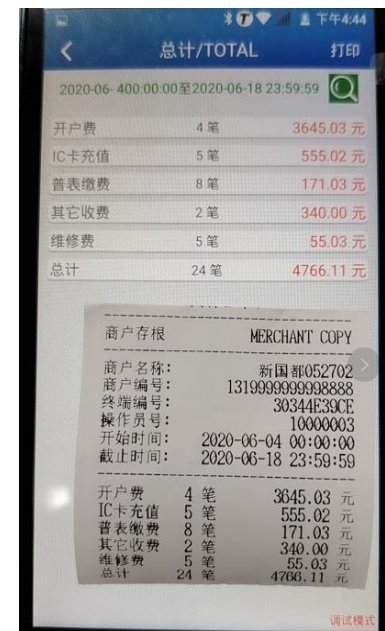 下午4:44
总计/TOTAL 打印
2020-06- 400:00:00至2020-06-18 23:59:59
开户费 4 笔 3645.03 元
IC卡充值 5 笔 555.02 元
普表缴费 8 笔 171.03 元
其它收费 2 笔 340.00 元
维修费 5 笔 55.03 元
总计 24 笔 4766.11 元
商户存根 MERCHANT COPY
商户名称: 新国都052702
商户编号: 1319999999998888
终端编号: 30344E39CE
操作员号: 10000003
开始时间: 2020-06-04 00:00:00
截止时间: 2020-06-18 23:59:59
开户费 4 笔 3645.03 元
IC卡充值 5 笔 555.02 元
普表缴费 8 笔 171.03 元
其它收费 2 笔 340.00 元
维修费 5 笔 55.03 元
总计 24 笔 4766.11 元
调试模式